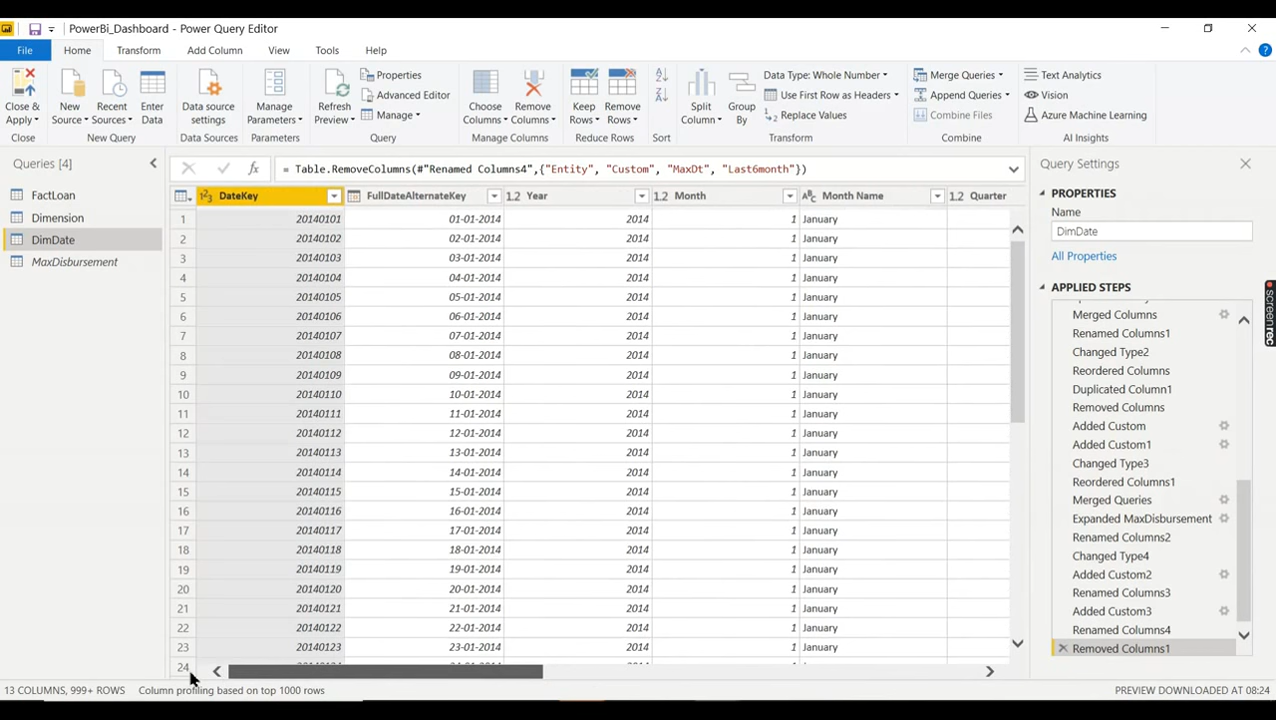 PowerBi_Dashboard - Power Query Editor
File Home Transform Add Column View Tools Help
Close & Apply
New Source
Recent Sources
Enter Data
Data source settings
Manage Parameters
Refresh Preview
Properties
Advanced Editor
Manage
Choose Columns
Remove Columns
Keep Rows
Remove Rows
Split Column
Group By
Data Type: Whole Number
Use First Row as Headers
Replace Values
Merge Queries
Append Queries
Combine Files
Text Analytics
Vision
Azure Machine Learning
Close New Query Data Sources Parameters Query Manage Columns Reduce Rows Sort Transform Combine AI Insights
Queries [4]
FactLoan
Dimension
DimDate
MaxDisbursement
fx = Table.RemoveColumns(#"Renamed Columns4",{"Entity", "Custom", "MaxDt", "Last6month"})
123 DateKey FullDateAlternateKey 1.2 Year 1.2 Month ABC Month Name 1.2 Quarter
1 20140101 01-01-2014 2014 1 January
2 20140102 02-01-2014 2014 1 January
3 20140103 03-01-2014 2014 1 January
4 20140104 04-01-2014 2014 1 January
5 20140105 05-01-2014 2014 1 January
6 20140106 06-01-2014 2014 1 January
7 20140107 07-01-2014 2014 1 January
8 20140108 08-01-2014 2014 1 January
9 20140109 09-01-2014 2014 1 January
10 20140110 10-01-2014 2014 1 January
11 20140111 11-01-2014 2014 1 January
12 20140112 12-01-2014 2014 1 January
13 20140113 13-01-2014 2014 1 January
14 20140114 14-01-2014 2014 1 January
15 20140115 15-01-2014 2014 1 January
16 20140116 16-01-2014 2014 1 January
17 20140117 17-01-2014 2014 1 January
18 20140118 18-01-2014 2014 1 January
19 20140119 19-01-2014 2014 1 January
20 20140120 20-01-2014 2014 1 January
21 20140121 21-01-2014 2014 1 January
22 20140122 22-01-2014 2014 1 January
23 20140123 23-01-2014 2014 1 January
24
Query Settings
PROPERTIES
Name
DimDate
All Properties
APPLIED STEPS
Merged Columns
Renamed Columns1
Changed Type2
Reordered Columns
Duplicated Column1
Removed Columns
Added Custom
Added Custom1
Changed Type3
Reordered Columns1
Merged Queries
Expanded MaxDisbursement
Renamed Columns2
Changed Type4
Added Custom2
Renamed Columns3
Added Custom3
Renamed Columns4
Removed Columns1
screenrec
13 COLUMNS, 999+ ROWS Column profiling based on top 1000 rows PREVIEW DOWNLOADED AT 08:24